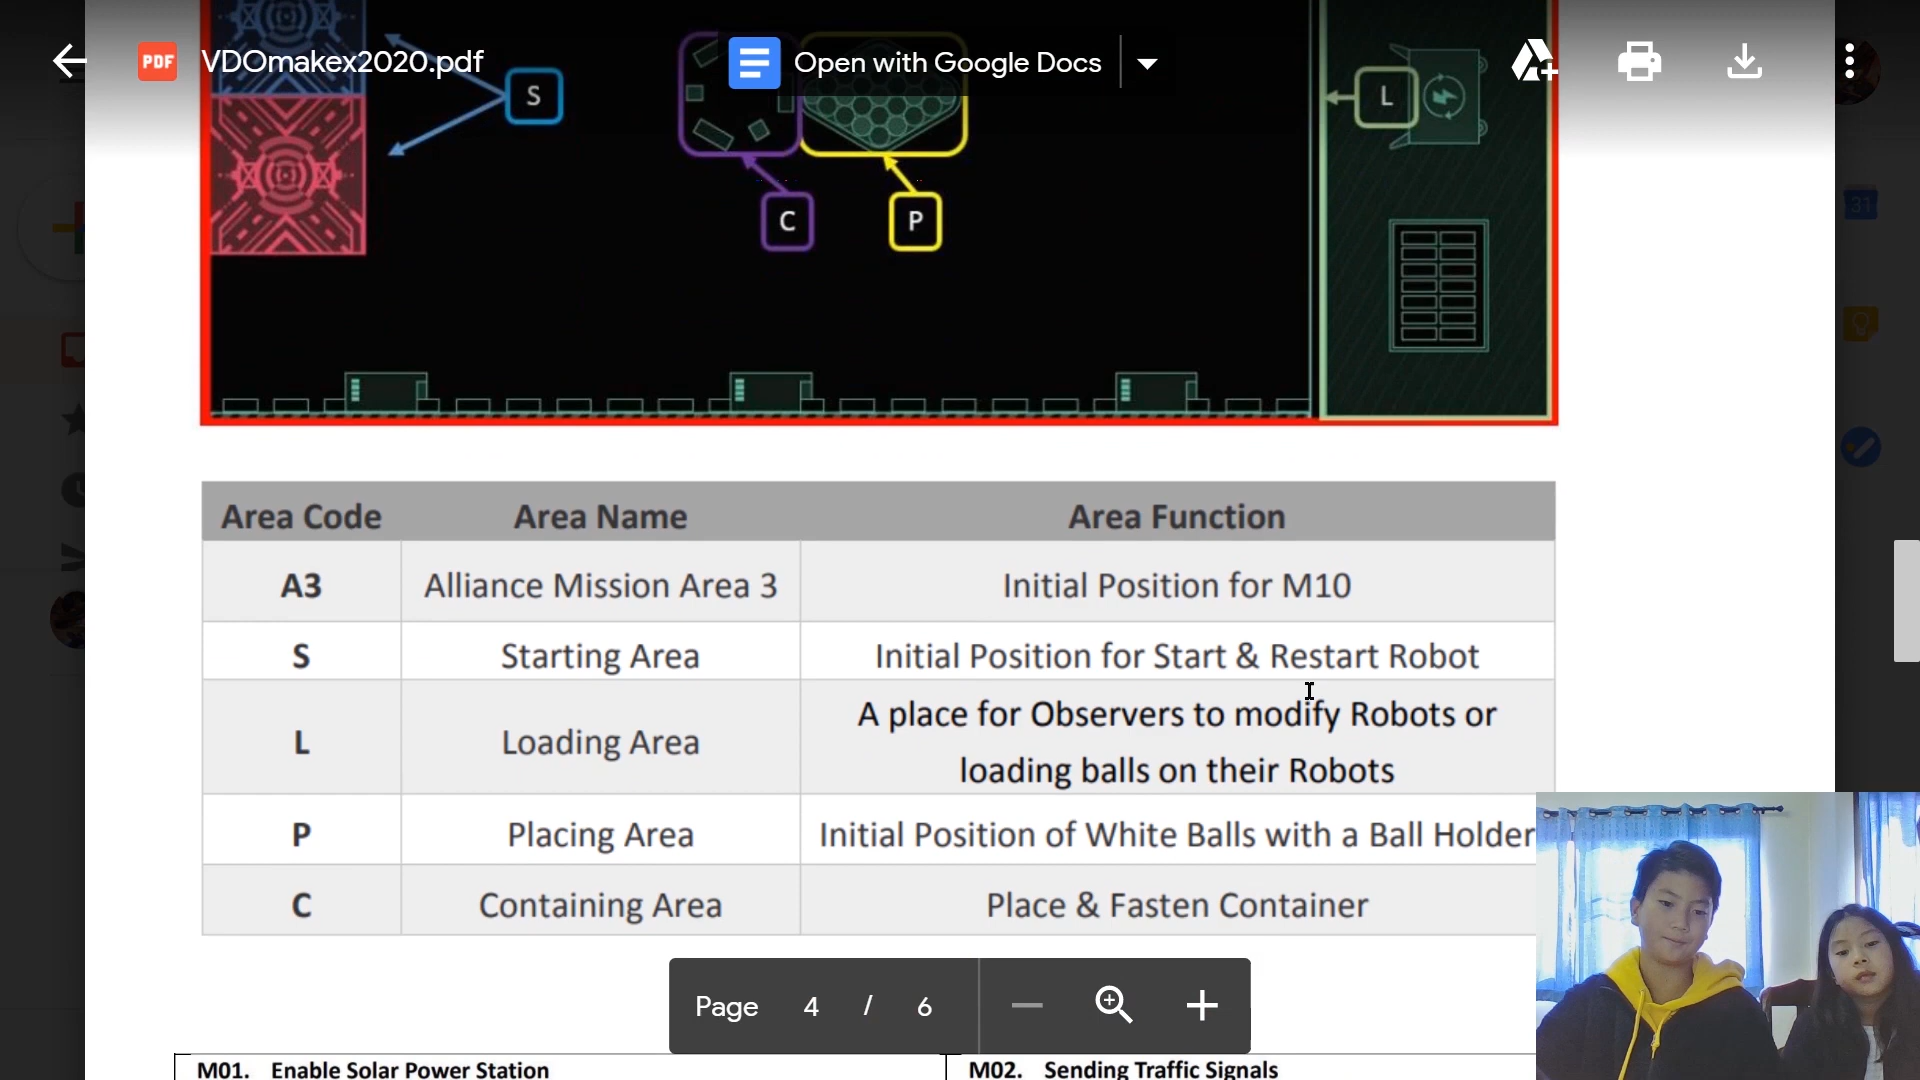 PDF VDOmakex2020.pdf Open with Google Docs
S L
C P
31
Area Code Area Name Area Function
A3 Alliance Mission Area 3 Initial Position for M10
S Starting Area Initial Position for Start & Restart Robot
L Loading Area A place for Observers to modify Robots or
loading balls on their Robots
P Placing Area Initial Position of White Balls with a Ball Holder
C Containing Area Place & Fasten Container
Page 4 / 6
M01. Enable Solar Power Station M02. Sending Traffic Signals